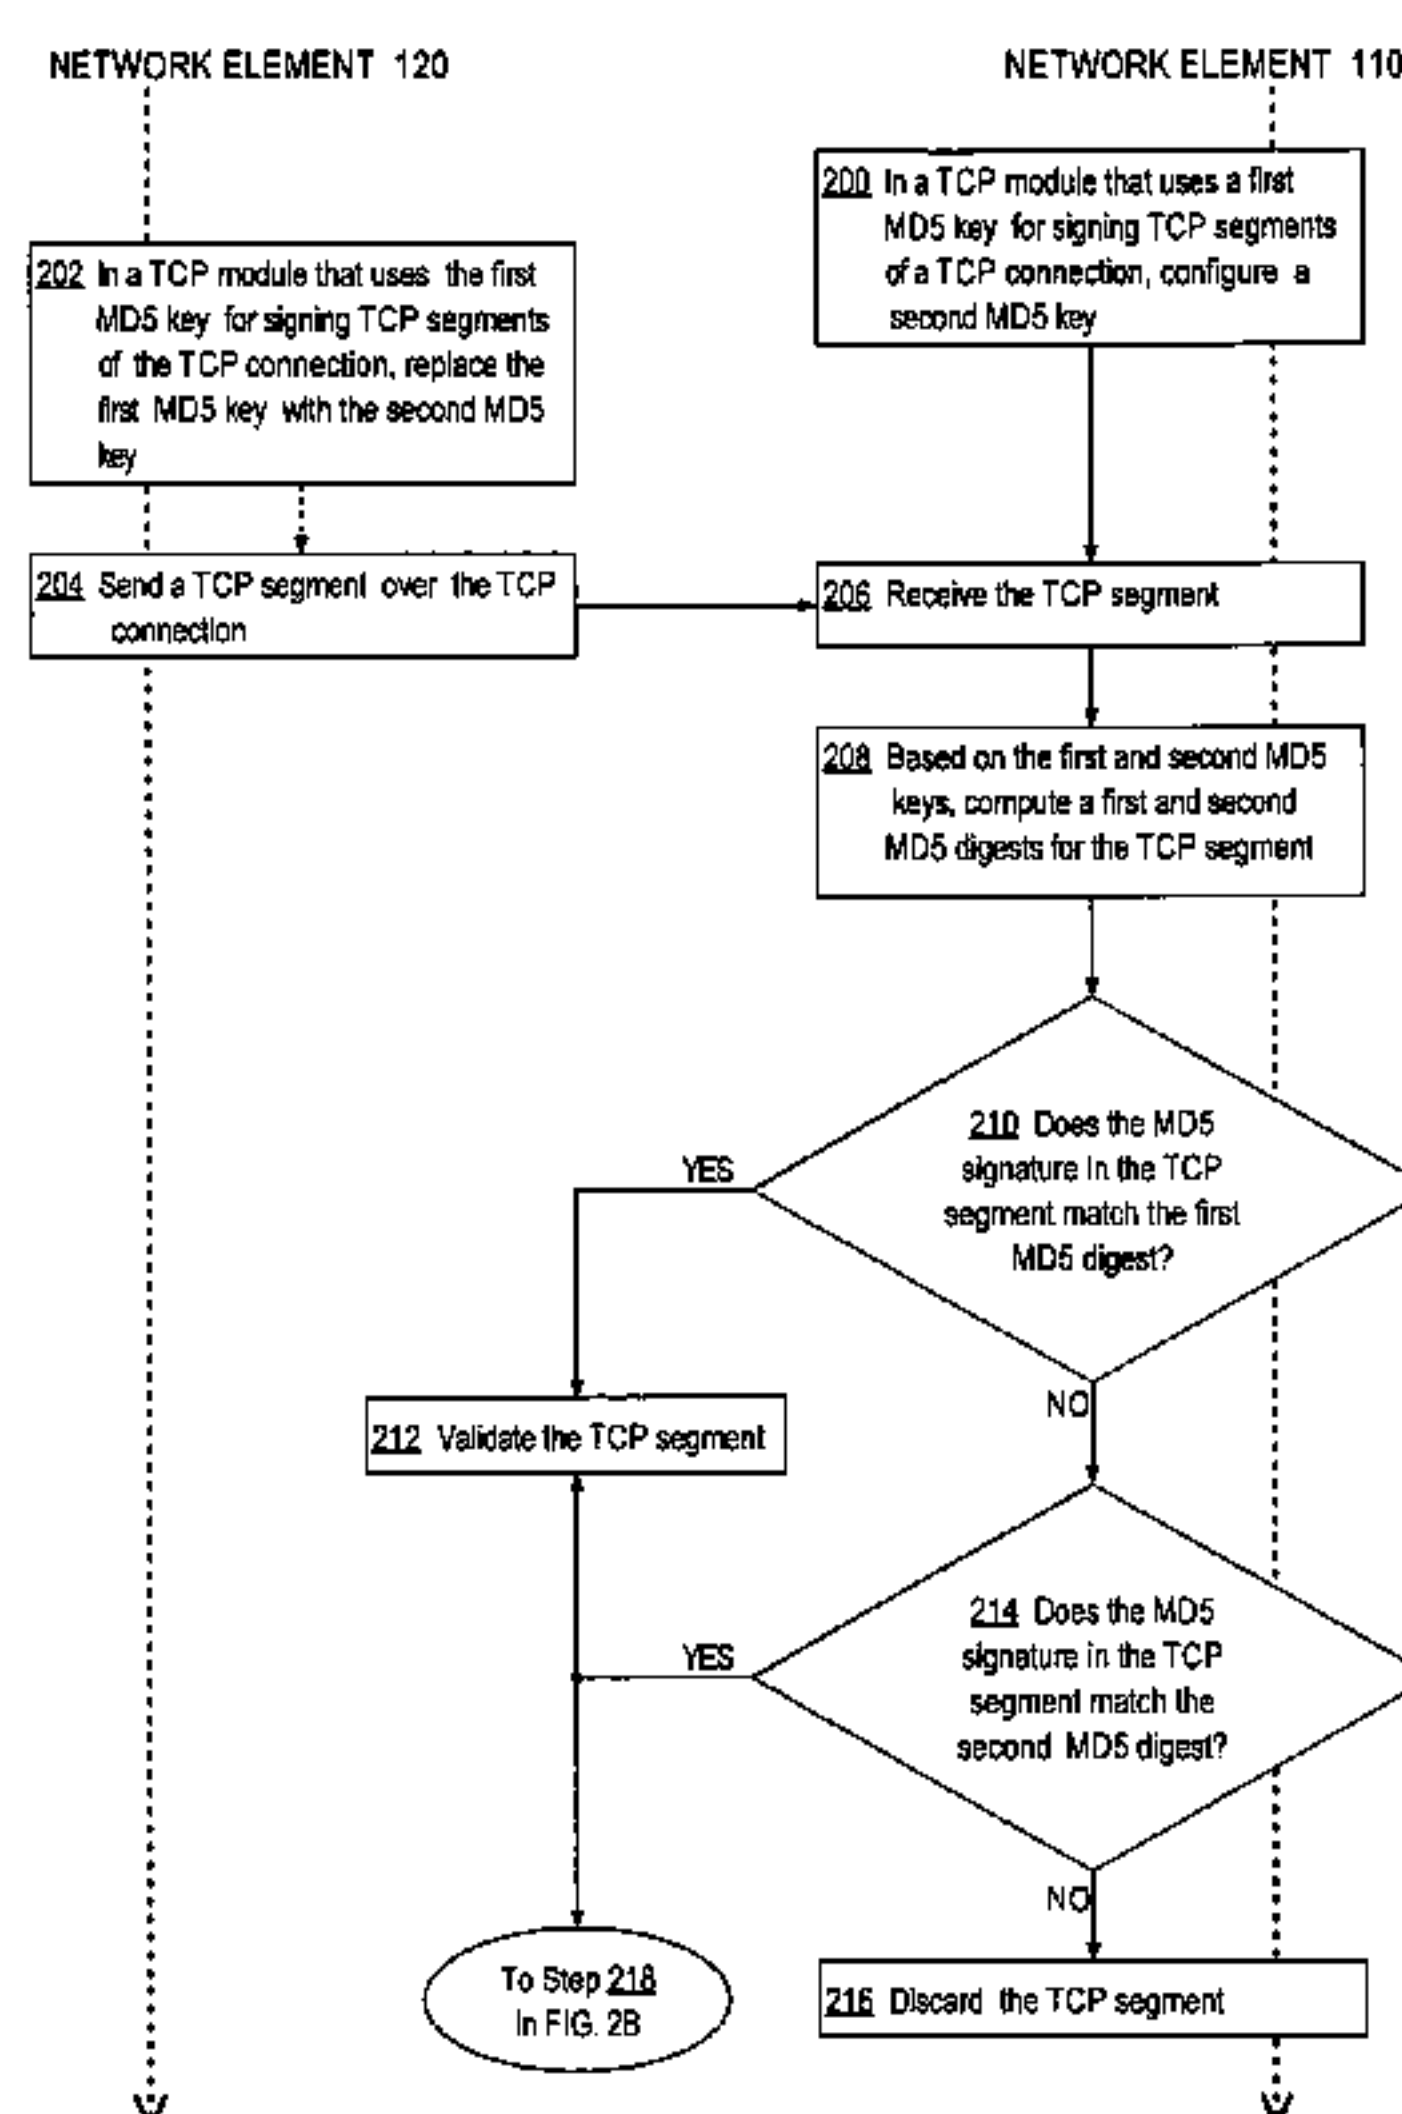 NETWORK ELEMENT 120
NETWORK ELEMENT 110
200 In a TCP module that uses a first
MD5 key for signing TCP segments
of a TCP connection, configure a
second MD5 key
202 In a TCP module that uses the first
MD5 key for signing TCP segments
of the TCP connection, replace the
first MD5 key with the second MD5
key
204 Send a TCP segment over the TCP
connection
206 Receive the TCP segment
208 Based on the first and second MD5
keys, compute a first and second
MD5 digests for the TCP segment
210 Does the MD5
signature in the TCP
segment match the first
MD5 digest?
YES
NO
212 Validate the TCP segment
214 Does the MD5
signature in the TCP
segment match the
second MD5 digest?
YES
NO
To Step 218
in FIG. 2B
216 Discard the TCP segment